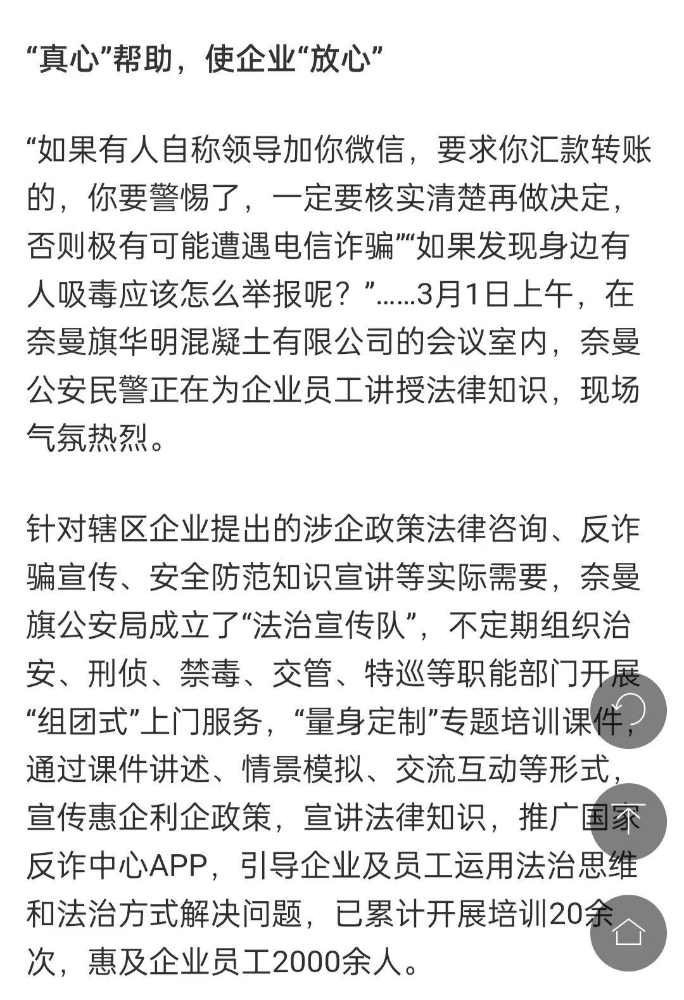 “真心”帮助，使企业“放心”
“如果有人自称领导加你微信，要求你汇款转账
的，你要警惕了，一定要核实清楚再做决定，
否则极有可能遭遇电信诈骗”“如果发现身边有
人吸毒应该怎么举报呢？”……3月1日上午，在
奈曼旗华明混凝土有限公司的会议室内，奈曼
公安民警正在为企业员工讲授法律知识，现场
气氛热烈。
针对辖区企业提出的涉企政策法律咨询、反诈
骗宣传、安全防范知识宣讲等实际需要，奈曼
旗公安局成立了“法治宣传队”，不定期组织治
安、刑侦、禁毒、交管、特巡等职能部门开展
“组团式”上门服务，“量身定制”专题培训课件，
通过课件讲述、情景模拟、交流互动等形式，
宣传惠企利企政策，宣讲法律知识，推广国家
反诈中心APP，引导企业及员工运用法治思维
和法治方式解决问题，已累计开展培训20余
次，惠及企业员工2000余人。